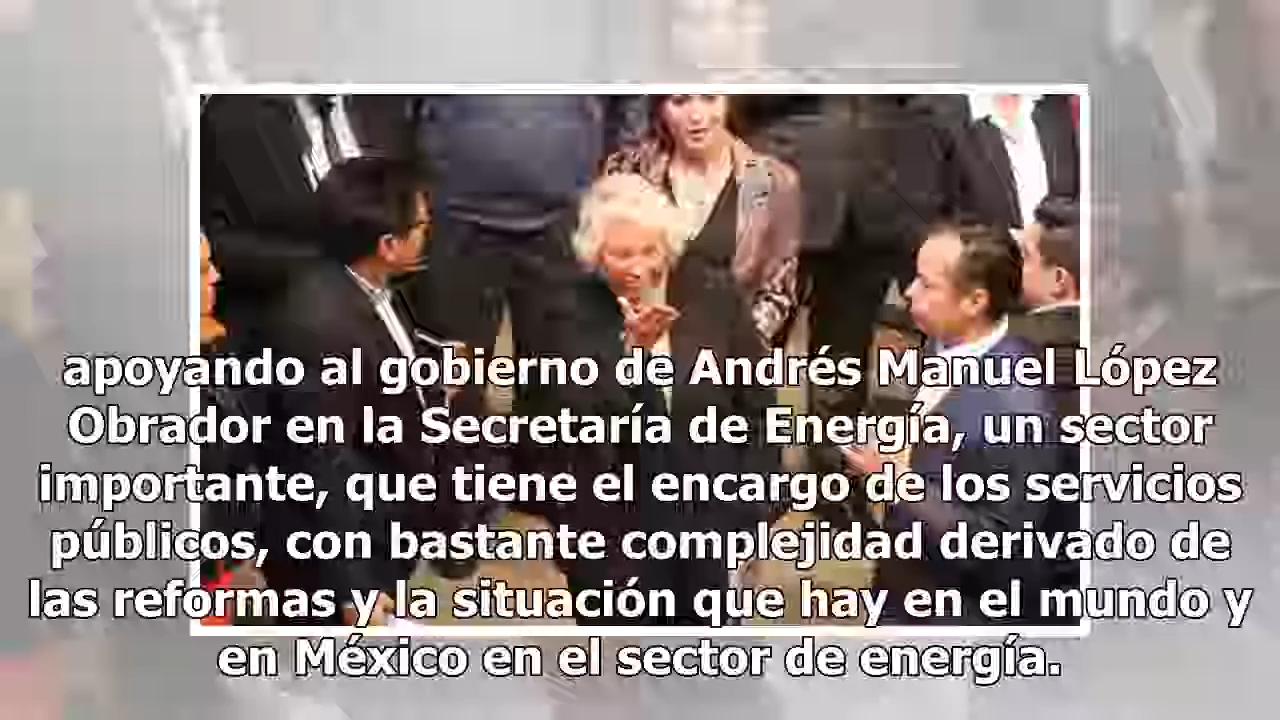 apoyando al gobierno de Andrés Manuel López
Obrador en la Secretaría de Energía, un sector
importante, que tiene el encargo de los servicios
públicos, con bastante complejidad derivado de
las reformas y la situación que hay en el mundo y
en México en el sector de energía.